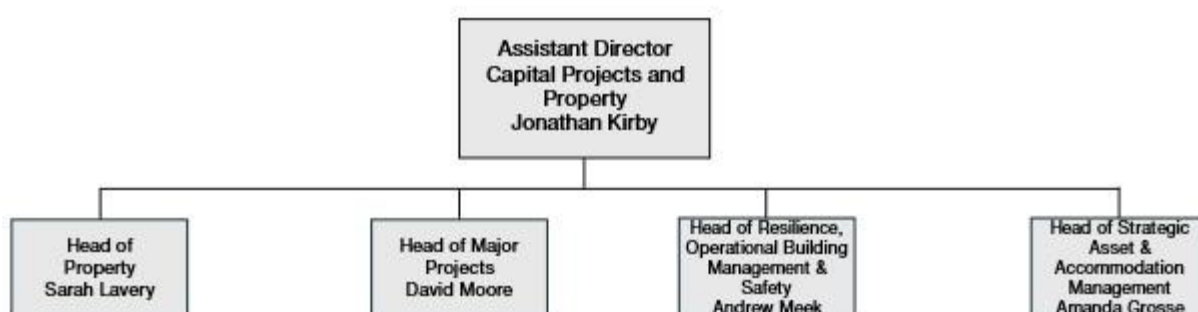 Assistant Director
Capital Projects and
Property
Jonathan Kirby
Head of
Property
Sarah Lavery
Head of Major
Projects
David Moore
Head of Resilience,
Operational Building
Management &
Safety
Andrew Meek
Head of Strategic
Asset &
Accommodation
Management
Amanda Grosse